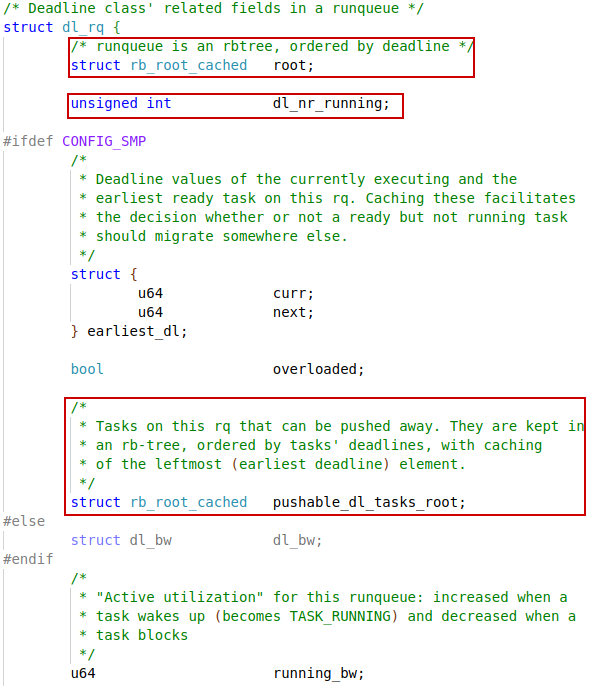 /* Deadline class' related fields in a runqueue */
struct dl_rq {
        /* runqueue is an rbtree, ordered by deadline */
        struct rb_root_cached   root;

        unsigned int            dl_nr_running;

#ifdef CONFIG_SMP
        /*
         * Deadline values of the currently executing and the
         * earliest ready task on this rq. Caching these facilitates
         * the decision whether or not a ready but not running task
         * should migrate somewhere else.
         */
        struct {
                u64             curr;
                u64             next;
        } earliest_dl;

        bool                    overloaded;

        /*
         * Tasks on this rq that can be pushed away. They are kept in
         * an rb-tree, ordered by tasks' deadlines, with caching
         * of the leftmost (earliest deadline) element.
         */
        struct rb_root_cached   pushable_dl_tasks_root;
#else
        struct dl_bw            dl_bw;
#endif
        /*
         * "Active utilization" for this runqueue: increased when a
         * task wakes up (becomes TASK_RUNNING) and decreased when a
         * task blocks
         */
        u64                     running_bw;